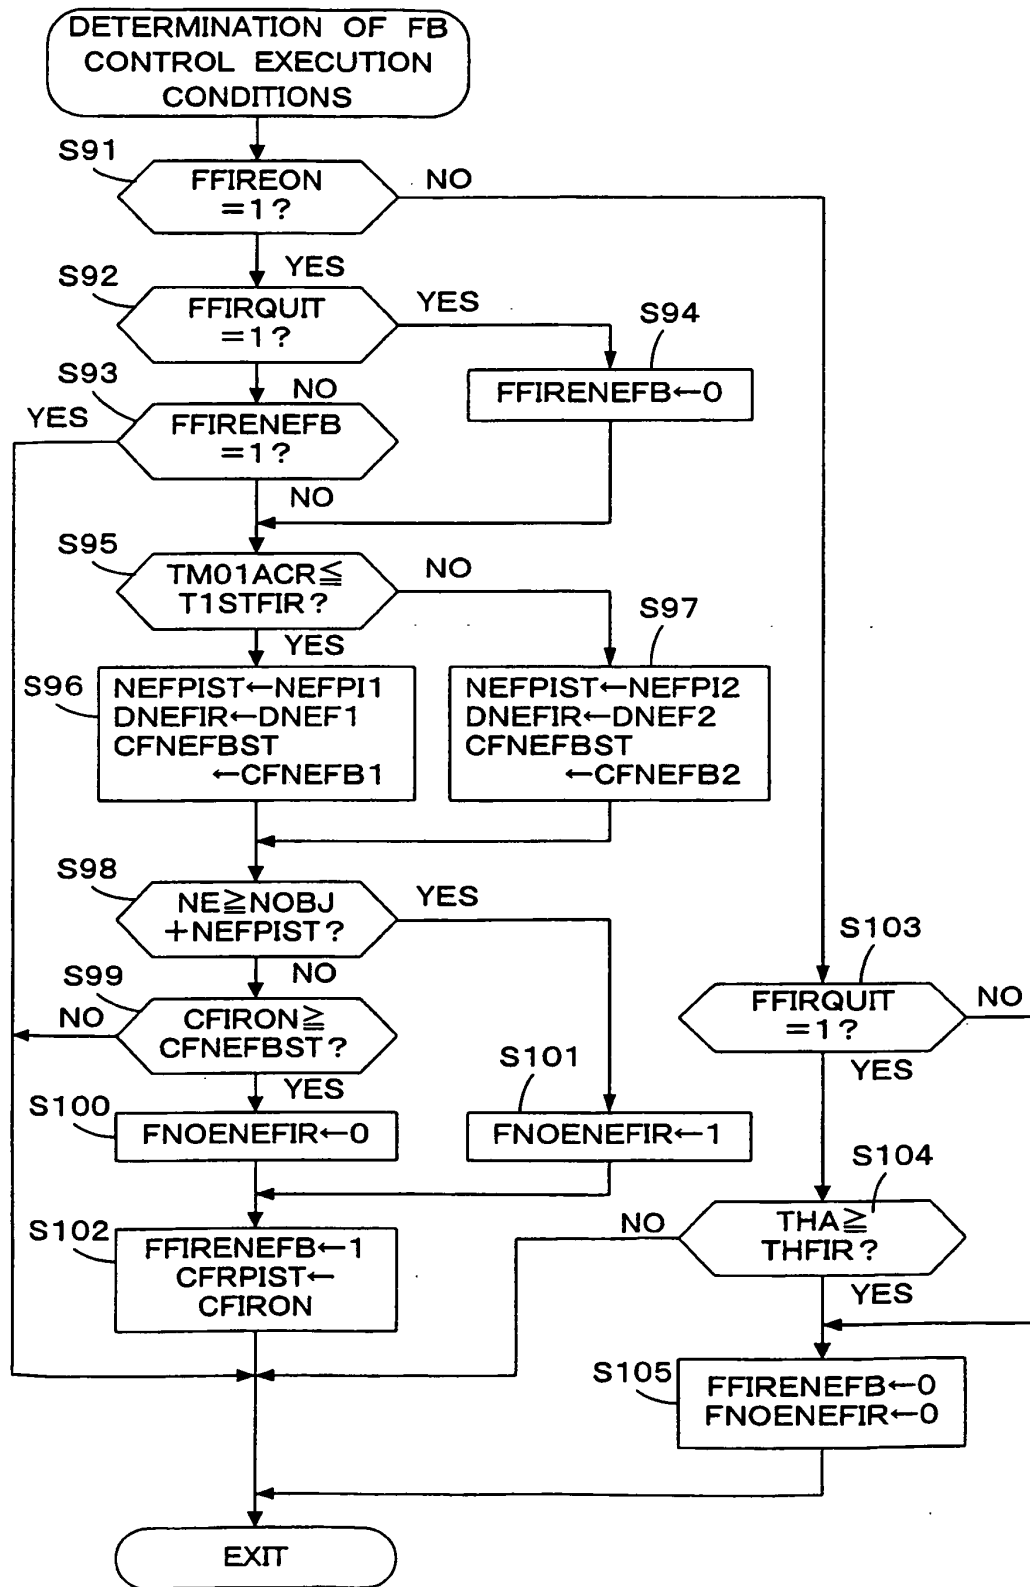 DETERMINATION OF FB
CONTROL EXECUTION
CONDITIONS
S91
FFIREON
=1?
NO
YES
S92
FFIRQUIT
=1?
YES
S94
FFIRENEFB←0
S93
NO
YES
FFIRENEFB
=1?
NO
S95
TM01ACR≦
T1STFIR?
NO
YES
S96
NEFPIST←NEFPI1
DNEFIR←DNEF1
CFNEFBST
←CFNEFB1
S97
NEFPIST←NEFPI2
DNEFIR←DNEF2
CFNEFBST
←CFNEFB2
S98
NE≧NOBJ
+NEFPIST?
YES
NO
S99
NO
CFIRON≧
CFNEFBST?
YES
S100
FNOENEFIR←0
S101
FNOENEFIR←1
S102
FFIRENEFB←1
CFRPIST←
CFIRON
S103
FFIRQUIT
=1?
NO
YES
S104
THA≧
THFIR?
NO
YES
S105
FFIRENEFB←0
FNOENEFIR←0
EXIT